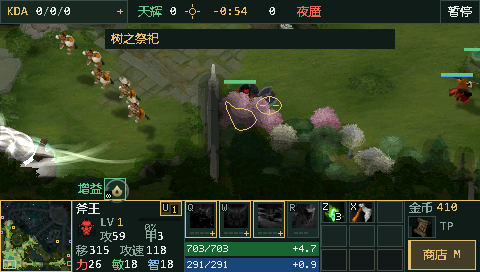 KDA 0/0/0 + 天辉 0 -0:54 0 夜魇 暂停
树之祭祀
增益
∞
斧王 U 1 Q W E R Z 3 X 金币 410
LV 1
攻59 0% 甲3 TP
移315 攻速118 703/703 +4.7
力26 敏18 智18 291/291 +0.9 商店 M